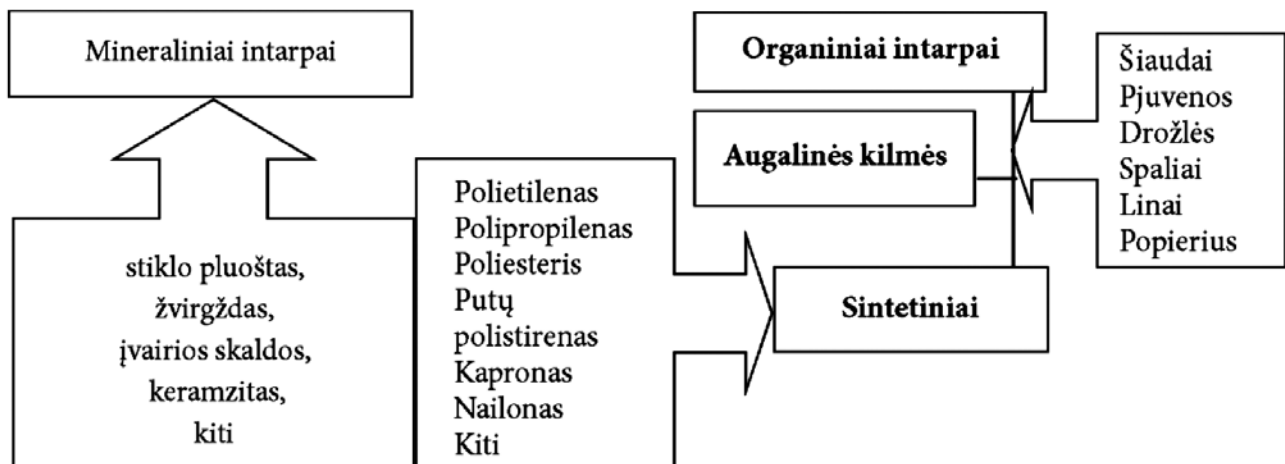 Mineraliniai intarpai
stiklo pluoštas,
žvirgždas,
įvairios skaldos,
keramzitas,
kiti
Polietilenas
Polipropilenas
Poliesteris
Putų
polistirenas
Kapronas
Nailonas
Kiti
Organiniai intarpai
Augalinės kilmės
Sintetiniai
Šiaudai
Pjuvenos
Drožlės
Spaliai
Linai
Popierius